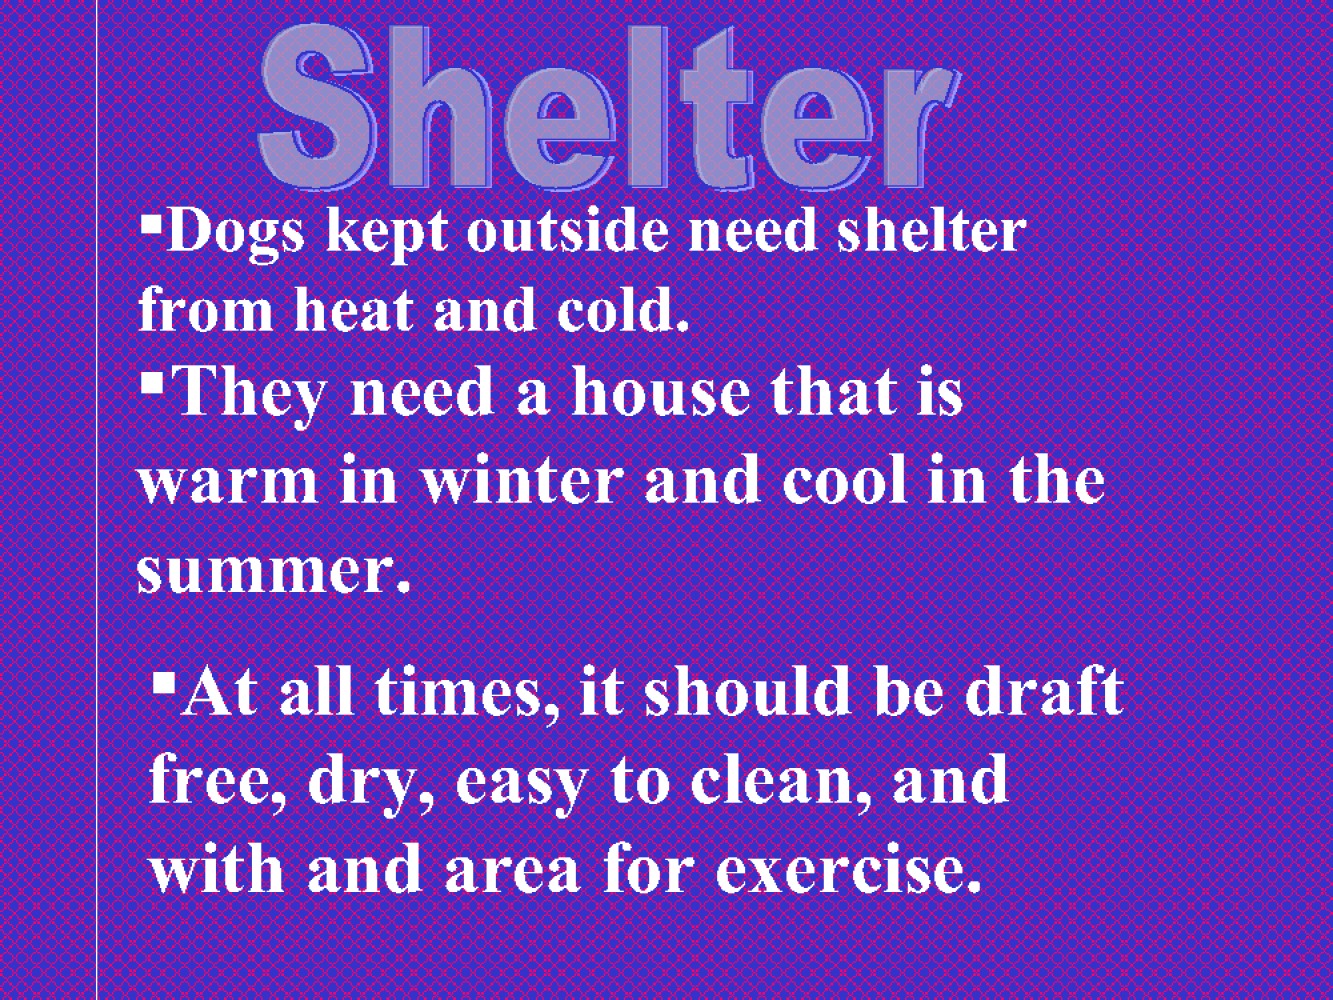 Shelter
▪Dogs kept outside need shelter
from heat and cold.
▪They need a house that is
warm in winter and cool in the
summer.
▪At all times, it should be draft
free, dry, easy to clean, and
with and area for exercise.